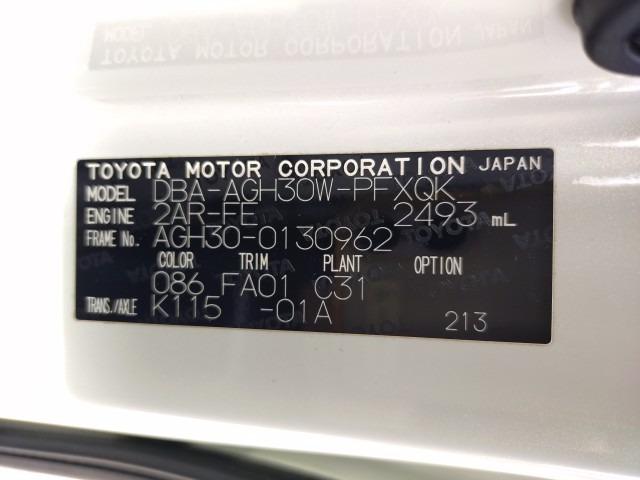 TOYOTA MOTOR CORPORATION JAPAN
MODEL DBA-AGH30W-PFXQK
ENGINE 2AR-FE 2493 mL
FRAME No. AGH30-0130962
COLOR TRIM PLANT OPTION
086 FA01 C31
TRANS./AXLE K115 -01A 213